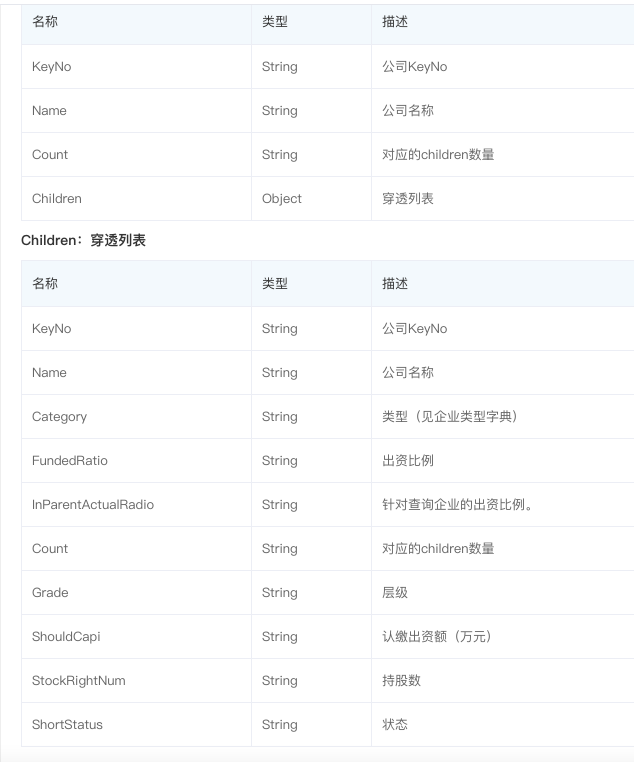 名称 类型 描述
KeyNo String 公司KeyNo
Name String 公司名称
Count String 对应的children数量
Children Object 穿透列表
Children：穿透列表
名称 类型 描述
KeyNo String 公司KeyNo
Name String 公司名称
Category String 类型（见企业类型字典）
FundedRatio String 出资比例
InParentActualRadio String 针对查询企业的出资比例。
Count String 对应的children数量
Grade String 层级
ShouldCapi String 认缴出资额（万元）
StockRightNum String 持股数
ShortStatus String 状态